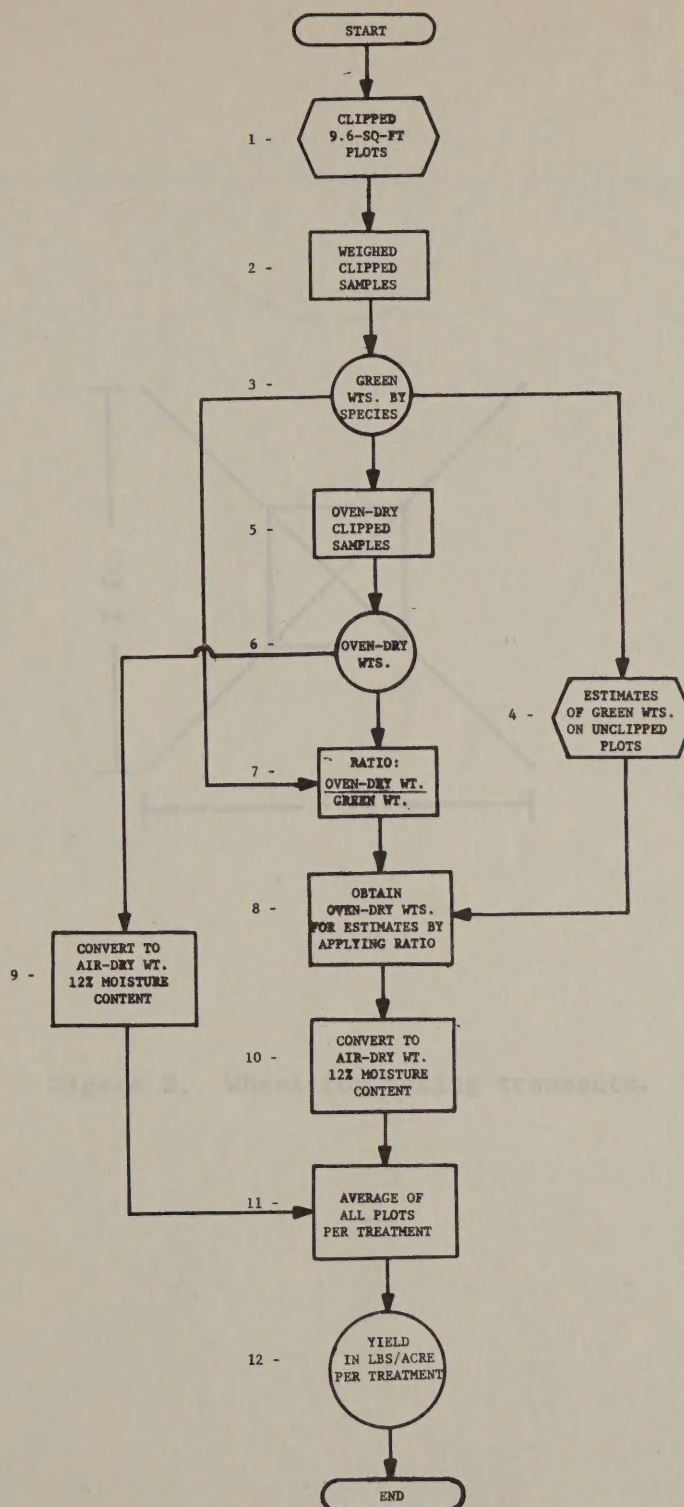 START
1 -
CLIPPED
9.6-SQ-FT
PLOTS
2 -
WEIGHED
CLIPPED
SAMPLES
3 -
GREEN
WTS. BY
SPECIES
5 -
OVEN-DRY
CLIPPED
SAMPLES
6 -
OVEN-DRY
WTS.
4 -
ESTIMATES
OF GREEN WTS.
ON UNCLIPPED
PLOTS
7 -
RATIO:
OVEN-DRY WT.
GREEN WT.
8 -
OBTAIN
OVEN-DRY WTS.
FOR ESTIMATES BY
APPLYING RATIO
9 -
CONVERT TO
AIR-DRY WT.
12% MOISTURE
CONTENT
10 -
CONVERT TO
AIR-DRY WT.
12% MOISTURE
CONTENT
11 -
AVERAGE OF
ALL PLOTS
PER TREATMENT
12 -
YIELD
IN LBS/ACRE
PER TREATMENT
END